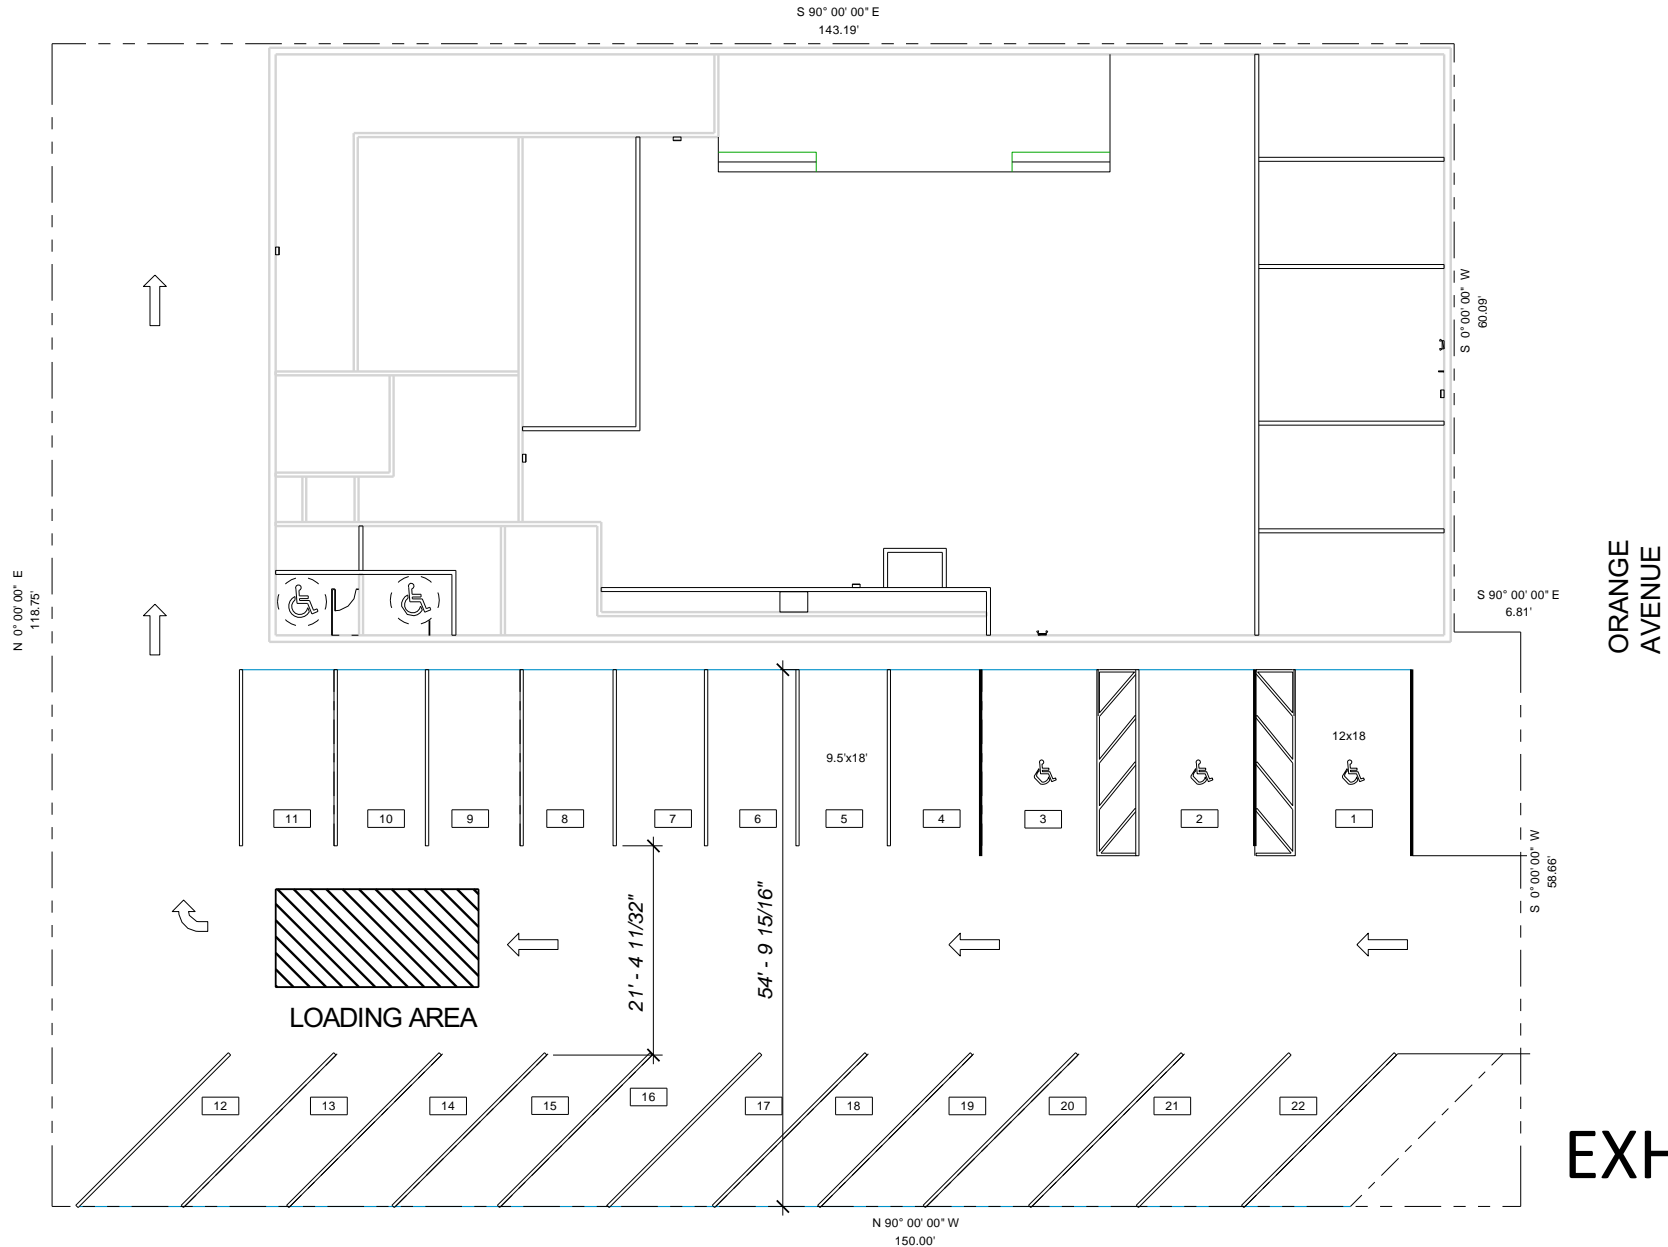 S 90° 00' 00" E
143.19'
S 0° 00' 00" W
60.09'
N 0° 00' 00" E
118.75'
S 90° 00' 00" E
6.81'
ORANGE
AVENUE
12x18
9.5'x18'
11
10
9
8
7
6
5
4
3
2
1
S 0° 00' 00" W
58.66'
21' - 4 11/32"
54' - 9 15/16"
LOADING AREA
12
13
14
15
16
17
18
19
20
21
22
EXH
N 90° 00' 00" W
150.00'